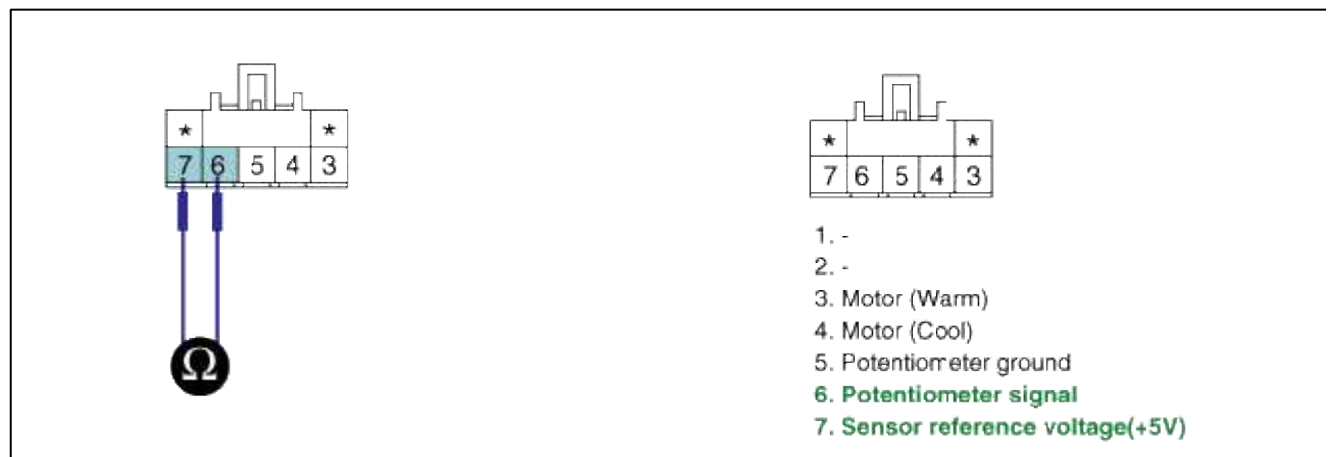 * *
7 6 5 4 3
Ω
* *
7 6 5 4 3
1. -
2. -
3. Motor (Warm)
4. Motor (Cool)
5. Potentiometer ground
6. Potentiometer signal
7. Sensor reference voltage(+5V)